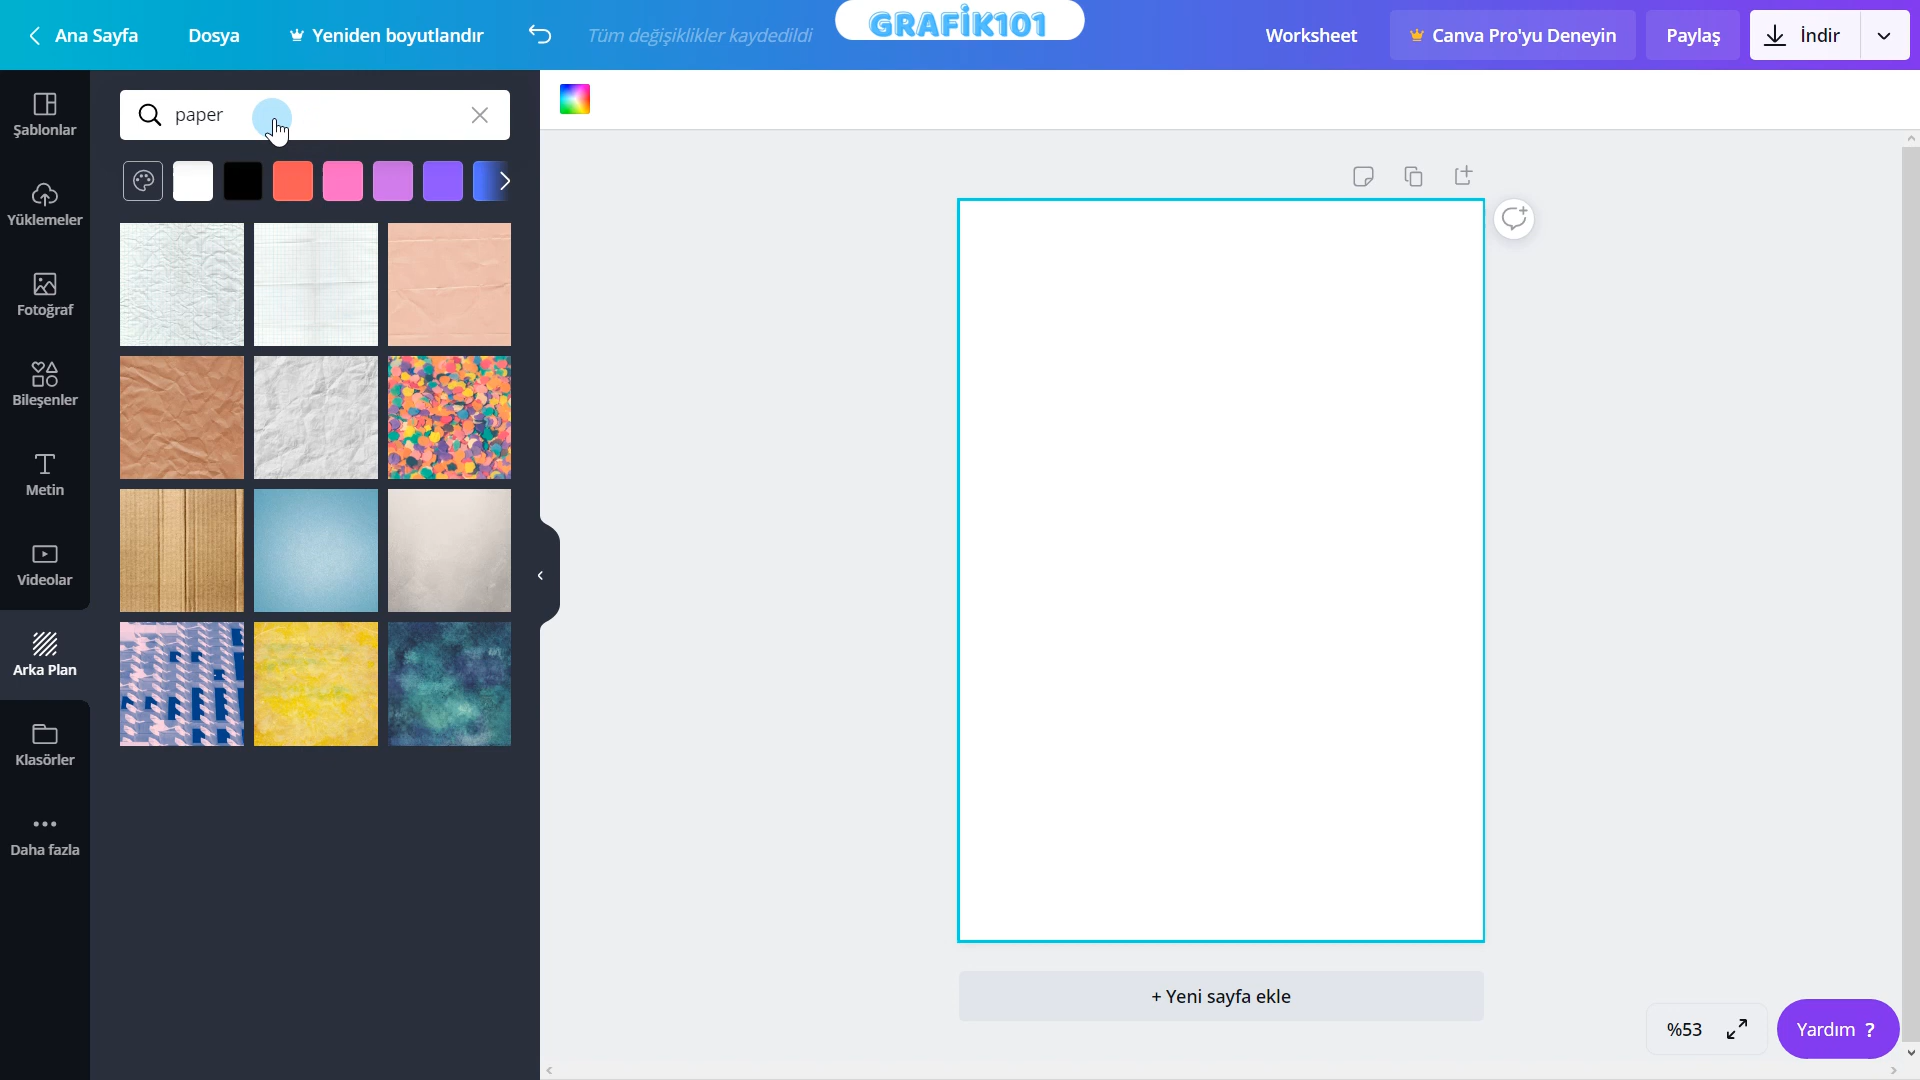 Ana Sayfa
Dosya
Yeniden boyutlandır
Tüm değişiklikler kaydedildi
GRAFİK101
Worksheet
Canva Pro'yu Deneyin
Paylaş
İndir
Şablonlar
Yüklemeler
Fotoğraf
Bileşenler
Metin
Videolar
Arka Plan
Klasörler
Daha fazla
paper
+ Yeni sayfa ekle
%53
Yardım ?